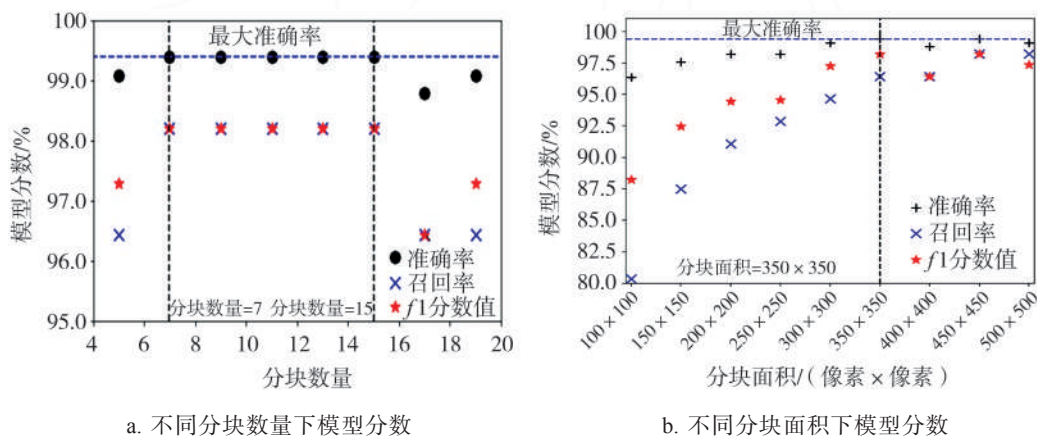 100
99.0
98.0
97.0
96.0
95.0
模型分数/%
最大准确率
准确率
召回率
f1分数值
分块数量=7 分块数量=15
4 6 8 10 12 14 16 18 20
分块数量
a. 不同分块数量下模型分数
100
97.5
95.0
92.5
90.0
87.5
85.0
82.5
80.0
模型分数/%
最大准确率
准确率
召回率
f1分数值
分块面积=350×350
100×100 150×150 200×200 250×250 300×300 350×350 400×400 450×450 500×500
分块面积/(像素×像素)
b. 不同分块面积下模型分数